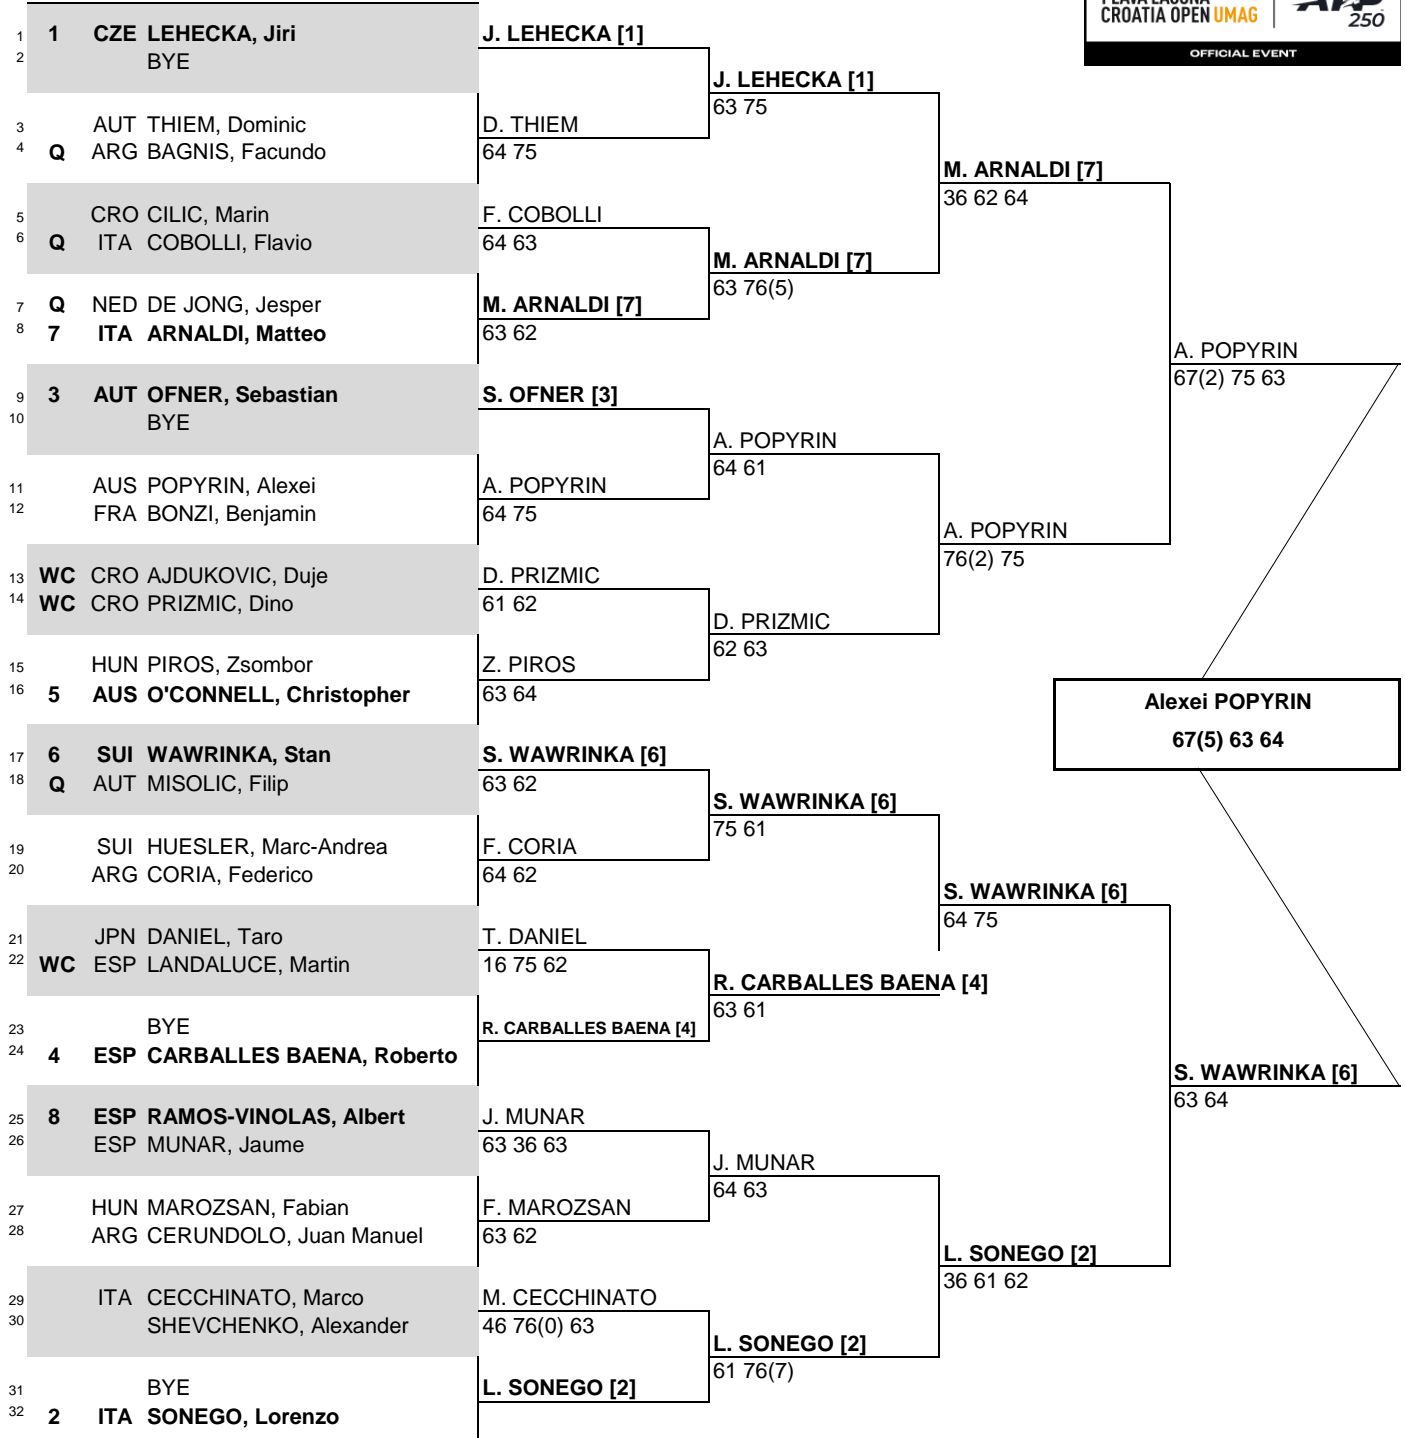 PLAVA LAGUNA
CROATIA OPEN UMAG
250
OFFICIAL EVENT
1 1 CZE LEHECKA, Jiri
2 BYE
3 AUT THIEM, Dominic
4 Q ARG BAGNIS, Facundo
5 CRO CILIC, Marin
6 Q ITA COBOLLI, Flavio
7 Q NED DE JONG, Jesper
8 7 ITA ARNALDI, Matteo
9 3 AUT OFNER, Sebastian
10 BYE
11 AUS POPYRIN, Alexei
12 FRA BONZI, Benjamin
13 WC CRO AJDUKOVIC, Duje
14 WC CRO PRIZMIC, Dino
15 HUN PIROS, Zsombor
16 5 AUS O'CONNELL, Christopher
17 6 SUI WAWRINKA, Stan
18 Q AUT MISOLIC, Filip
19 SUI HUESLER, Marc-Andrea
20 ARG CORIA, Federico
21 JPN DANIEL, Taro
22 WC ESP LANDALUCE, Martin
23 BYE
24 4 ESP CARBALLES BAENA, Roberto
25 8 ESP RAMOS-VINOLAS, Albert
26 ESP MUNAR, Jaume
27 HUN MAROZSAN, Fabian
28 ARG CERUNDOLO, Juan Manuel
29 ITA CECCHINATO, Marco
30 SHEVCHENKO, Alexander
31 BYE
32 2 ITA SONEGO, Lorenzo
J. LEHECKA [1]
D. THIEM
64 75
F. COBOLLI
64 63
M. ARNALDI [7]
63 62
S. OFNER [3]
A. POPYRIN
64 75
D. PRIZMIC
61 62
Z. PIROS
63 64
S. WAWRINKA [6]
63 62
F. CORIA
64 62
T. DANIEL
16 75 62
R. CARBALLES BAENA [4]
J. MUNAR
63 36 63
F. MAROZSAN
63 62
M. CECCHINATO
46 76(0) 63
L. SONEGO [2]
J. LEHECKA [1]
63 75
M. ARNALDI [7]
63 76(5)
A. POPYRIN
64 61
D. PRIZMIC
62 63
S. WAWRINKA [6]
75 61
R. CARBALLES BAENA [4]
63 61
J. MUNAR
64 63
L. SONEGO [2]
61 76(7)
M. ARNALDI [7]
36 62 64
A. POPYRIN
76(2) 75
S. WAWRINKA [6]
64 75
L. SONEGO [2]
36 61 62
A. POPYRIN
67(2) 75 63
S. WAWRINKA [6]
63 64
Alexei POPYRIN
67(5) 63 64